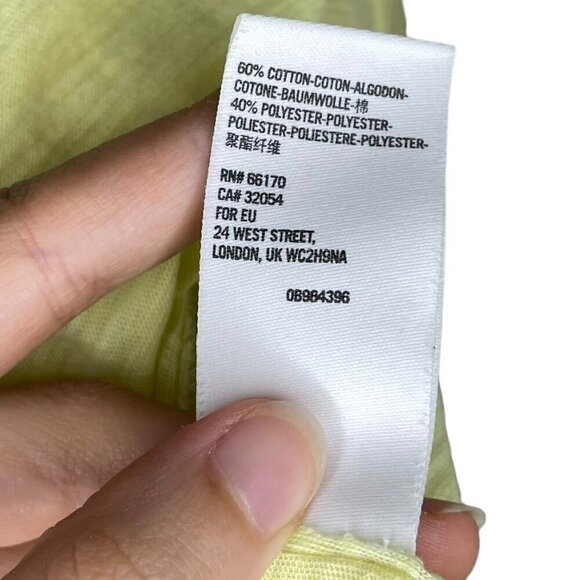 60% COTTON-COTON-ALGODON-
COTONE-BAUMWOLLE-棉
40% POLYESTER-POLYESTER-
POLIESTER-POLIESTERE-POLYESTER-
聚酯纤维
RN# 66170
CA# 32054
FOR EU
24 WEST STREET,
LONDON, UK WC2H9NA
0B984396